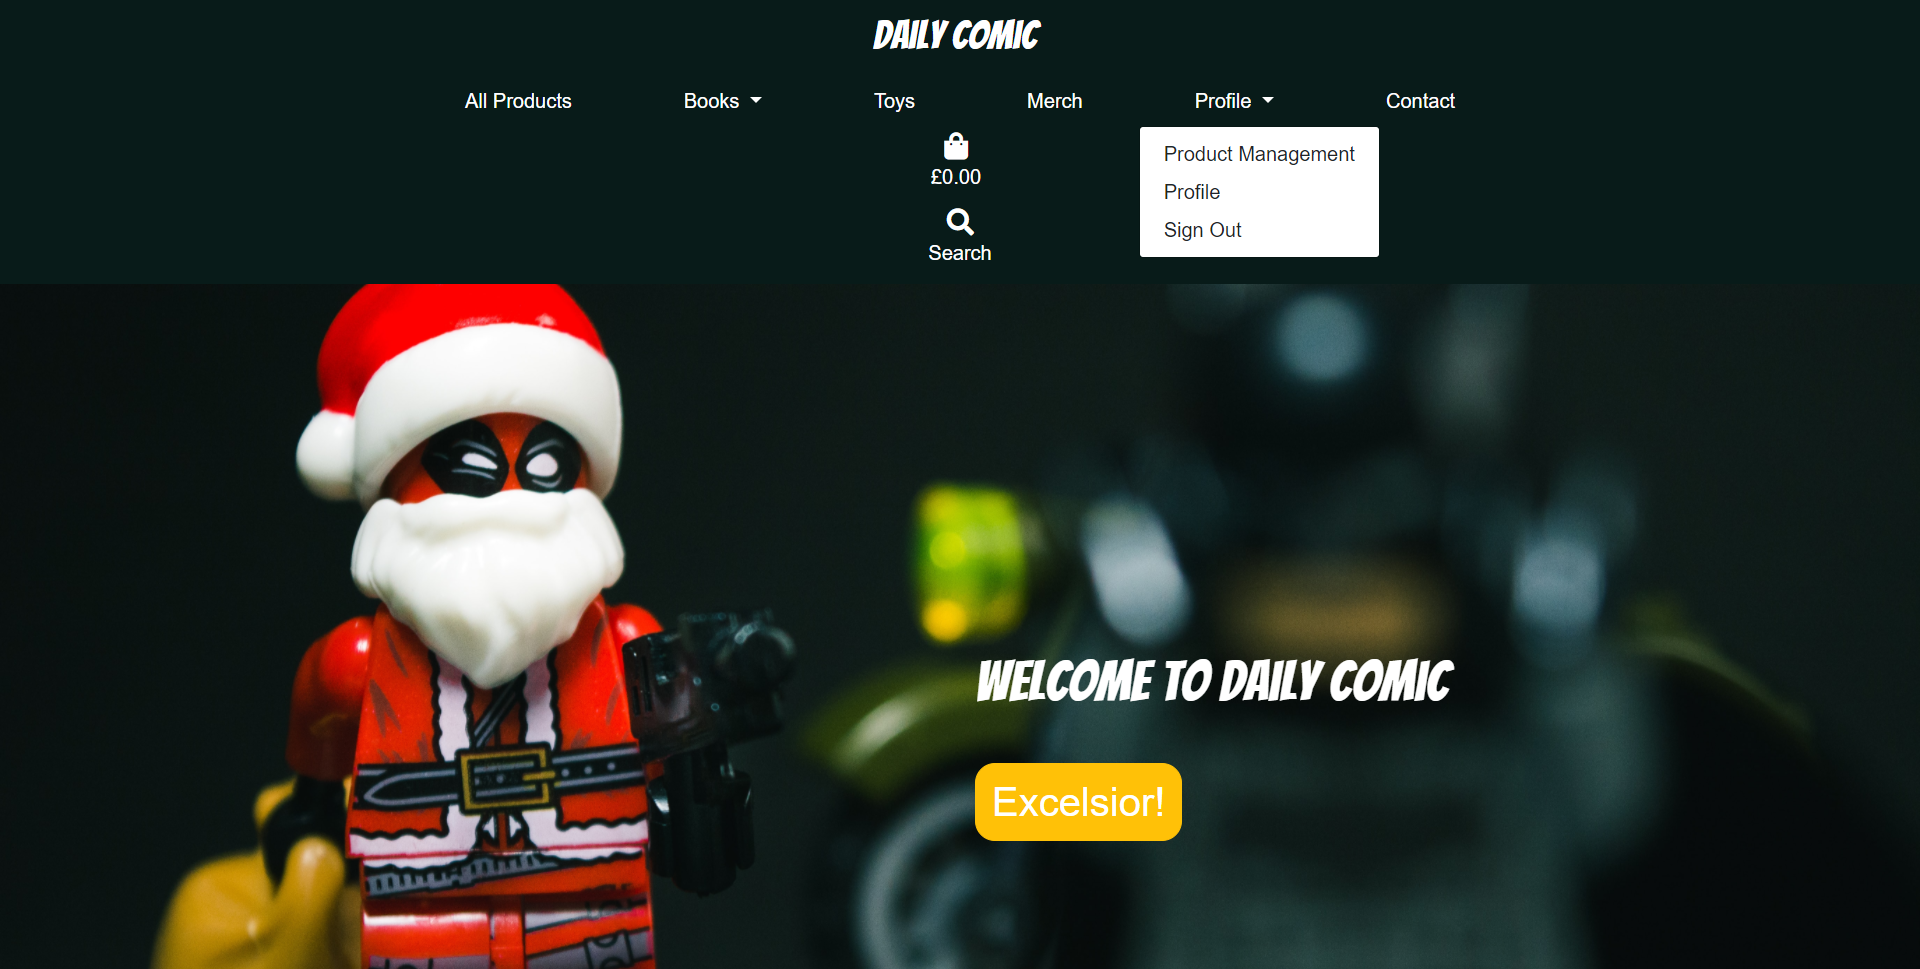 DAILY COMIC
All Products
Books
Toys
Merch
Profile
Contact
£0.00
Search
Product Management
Profile
Sign Out
WELCOME TO DAILY COMIC
Excelsior!